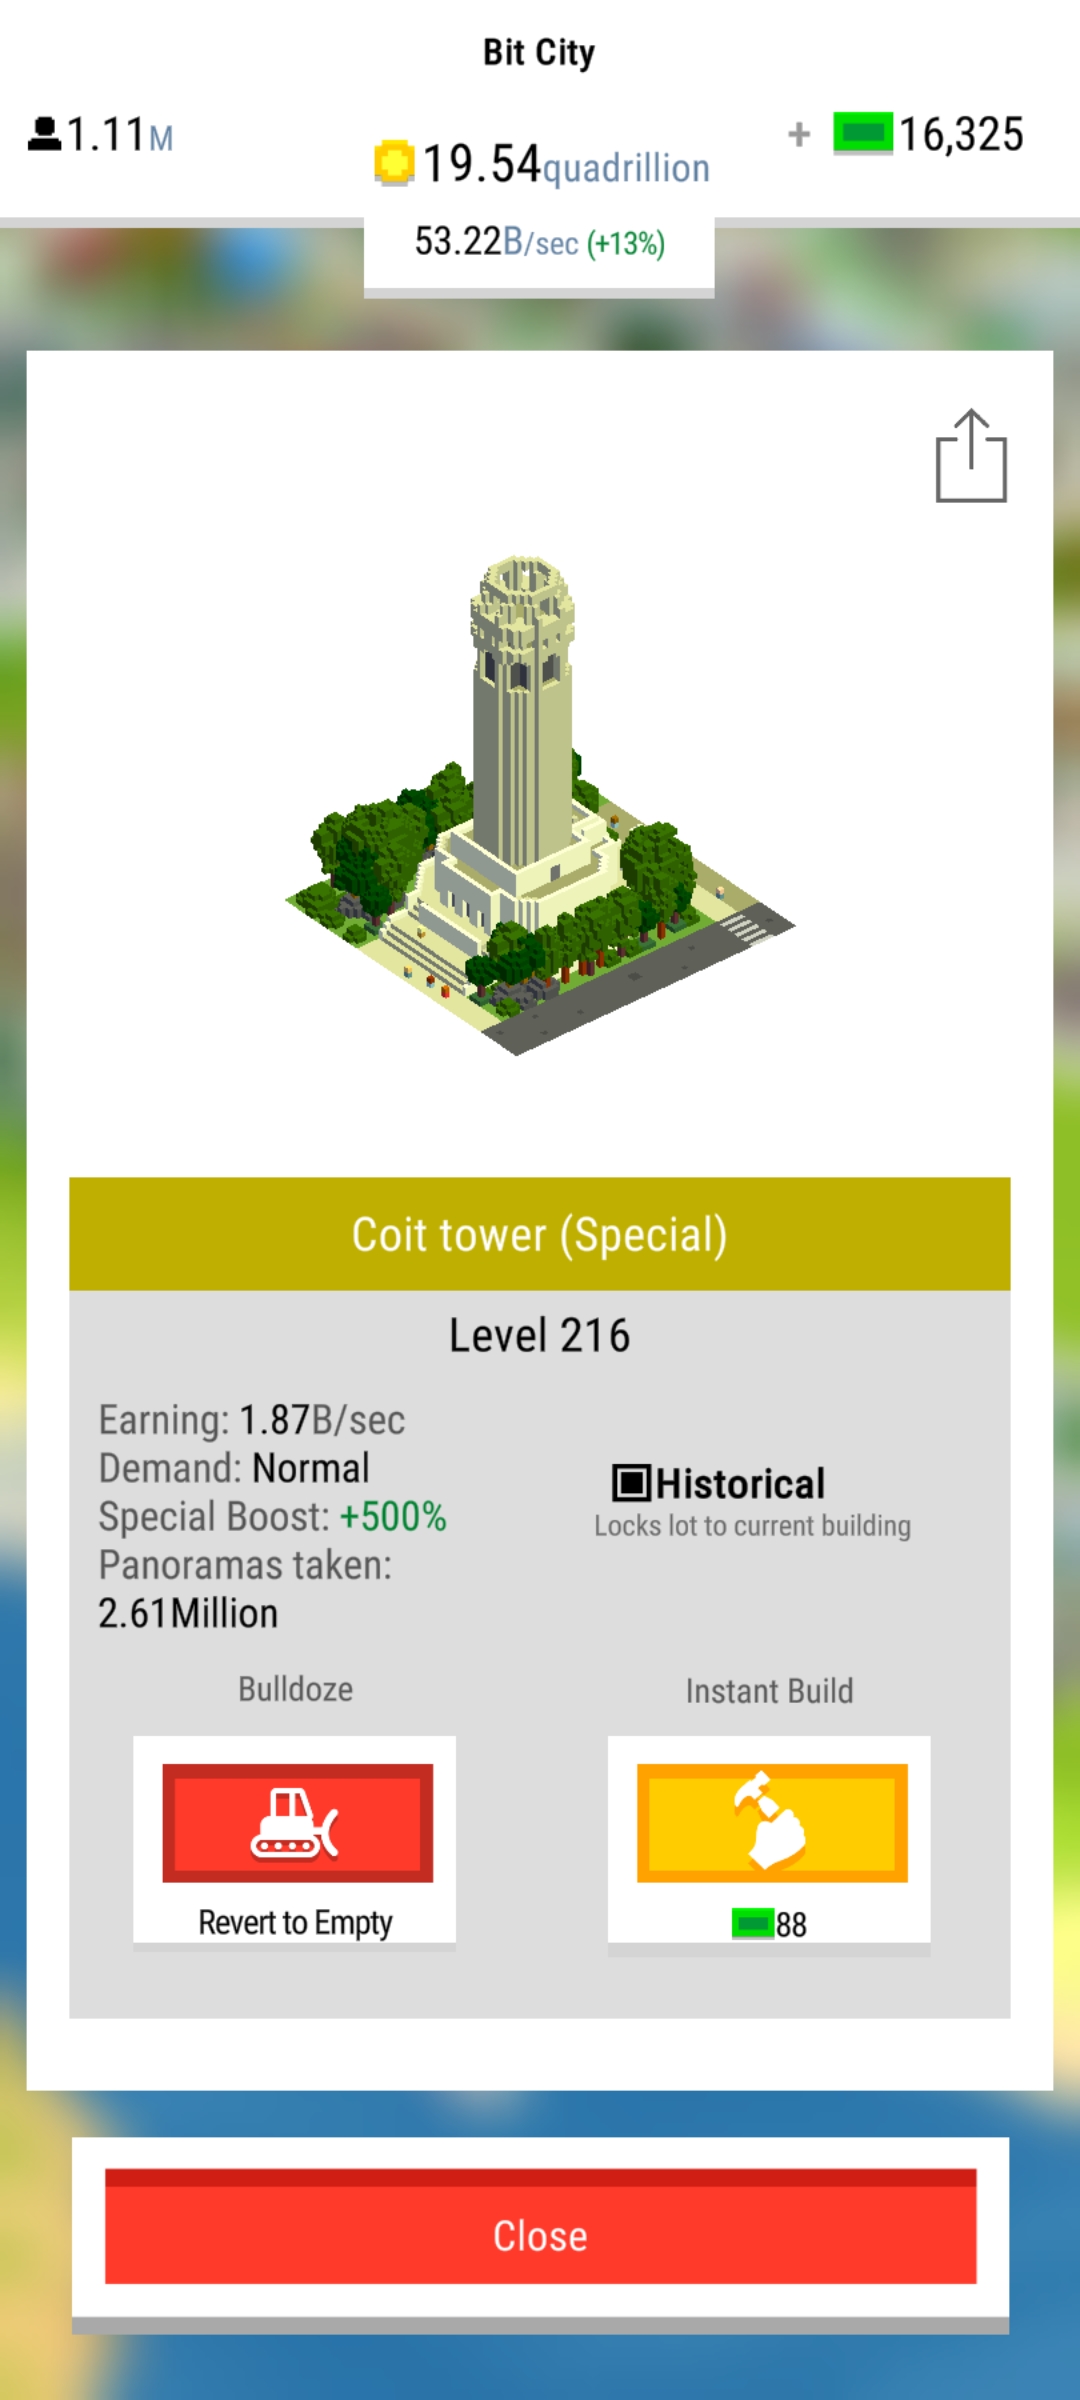 Bit City
1.11M
19.54quadrillion
+ 16,325
53.22B/sec (+13%)
Coit tower (Special)
Level 216
Earning: 1.87B/sec
Demand: Normal
Special Boost: +500%
Panoramas taken:
2.61Million
Historical
Locks lot to current building
Bulldoze
Instant Build
Revert to Empty
88
Close